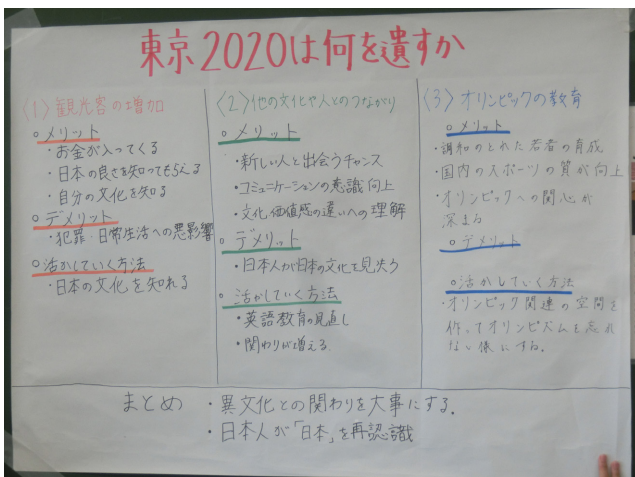 東京2020は何を遺すか
〈1〉観光客の増加
○メリット
・お金が入ってくる
・日本の良さを知ってもらえる
・自分の文化を知る
○デメリット
・犯罪・日常生活への悪影響
○活かしていく方法
・日本の文化を知れる
〈2〉他の文化や人とのつながり
○メリット
・新しい人と出会うチャンス
・コミュニケーションの意識向上
・文化、価値感の違いへの理解
○デメリット
・日本人が日本の文化を見失う
○活かしていく方法
・英語教育の見直し
・関わりが増える
〈3〉オリンピックの教育
○メリット
・調和のとれた若者の育成
・国内のスポーツの質が向上
・オリンピックへの関心が
深まる
○デメリット
○活かしていく方法
・オリンピック関連の空間を
作ってオリンピズムを忘れ
ない様にする。
まとめ ・異文化との関わりを大事にする。
・日本人が「日本」を再認識